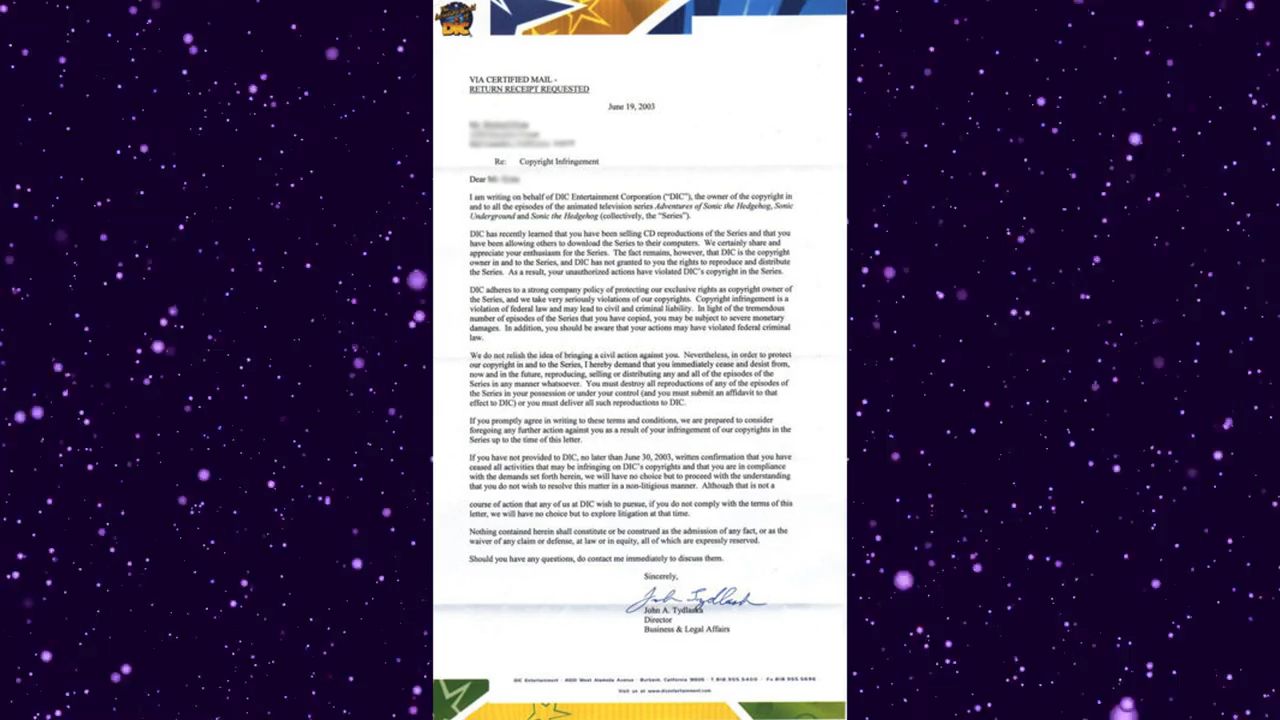 DIC
VIA CERTIFIED MAIL -
RETURN RECEIPT REQUESTED
June 19, 2003
Re: Copyright Infringement
Dear
I am writing on behalf of DIC Entertainment Corporation ("DIC"), the owner of the copyright in
and to all the episodes of the animated television series Adventures of Sonic the Hedgehog, Sonic
Underground and Sonic the Hedgehog (collectively, the "Series").
DIC has recently learned that you have been selling CD reproductions of the Series and that you
have been allowing others to download the Series to their computers. We certainly share and
appreciate your enthusiasm for the Series. The fact remains, however, that DIC is the copyright
owner in and to the Series, and DIC has not granted to you the rights to reproduce and distribute
the Series. As a result, your unauthorized actions have violated DIC's copyright in the Series.
DIC adheres to a strong company policy of protecting our exclusive rights as copyright owner of
the Series, and we take very seriously violations of our copyrights. Copyright infringement is a
violation of federal law and may lead to civil and criminal liability. In light of the tremendous
number of episodes of the Series that you have copied, you may be subject to severe monetary
damages. In addition, you should be aware that your actions may have violated federal criminal
law.
We do not relish the idea of bringing a civil action against you. Nevertheless, in order to protect
our copyright in and to the Series, I hereby demand that you immediately cease and desist from,
now and in the future, reproducing, selling or distributing any and all of the episodes of the
Series in any manner whatsoever. You must destroy all reproductions of any of the episodes of
the Series in your possession or under your control (and you must submit an affidavit to that
effect to DIC) or you must deliver all such reproductions to DIC.
If you promptly agree in writing to these terms and conditions, we are prepared to consider
foregoing any further action against you as a result of your infringement of our copyrights in the
Series up to the time of this letter.
If you have not provided to DIC, no later than June 30, 2003, written confirmation that you have
ceased all activities that may be infringing on DIC's copyrights and that you are in compliance
with the demands set forth herein, we will have no choice but to proceed with the understanding
that you do not wish to resolve this matter in a non-litigious manner. Although that is not a
course of action that any of us at DIC wish to pursue, if you do not comply with the terms of this
letter, we will have no choice but to explore litigation at that time.
Nothing contained herein shall constitute or be construed as the admission of any fact, or as the
waiver of any claim or defense, at law or in equity, all of which are expressly reserved.
Should you have any questions, do contact me immediately to discuss them.
Sincerely,
John Tydlask
John A. Tydlaska
Director
Business & Legal Affairs
DIC Entertainment · 4100 West Alameda Avenue · Burbank, California 91505 · T 818 955 5400 · Fx 818 955 5696
Visit us at www.dicentertainment.com